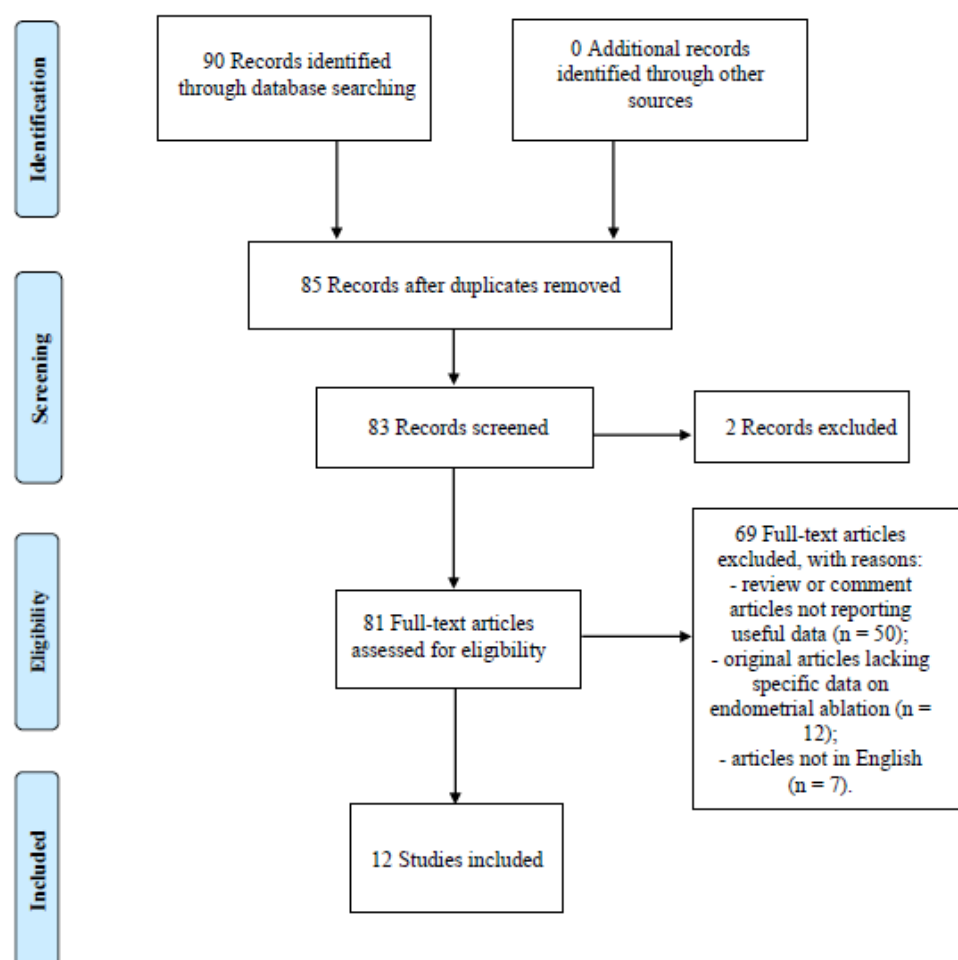 Identification
90 Records identified
through database searching
0 Additional records
identified through other
sources
85 Records after duplicates removed
Screening
83 Records screened
2 Records excluded
Eligibility
81 Full-text articles
assessed for eligibility
69 Full-text articles
excluded, with reasons:
- review or comment
articles not reporting
useful data (n = 50);
- original articles lacking
specific data on
endometrial ablation (n =
12);
- articles not in English
(n = 7).
Included
12 Studies included